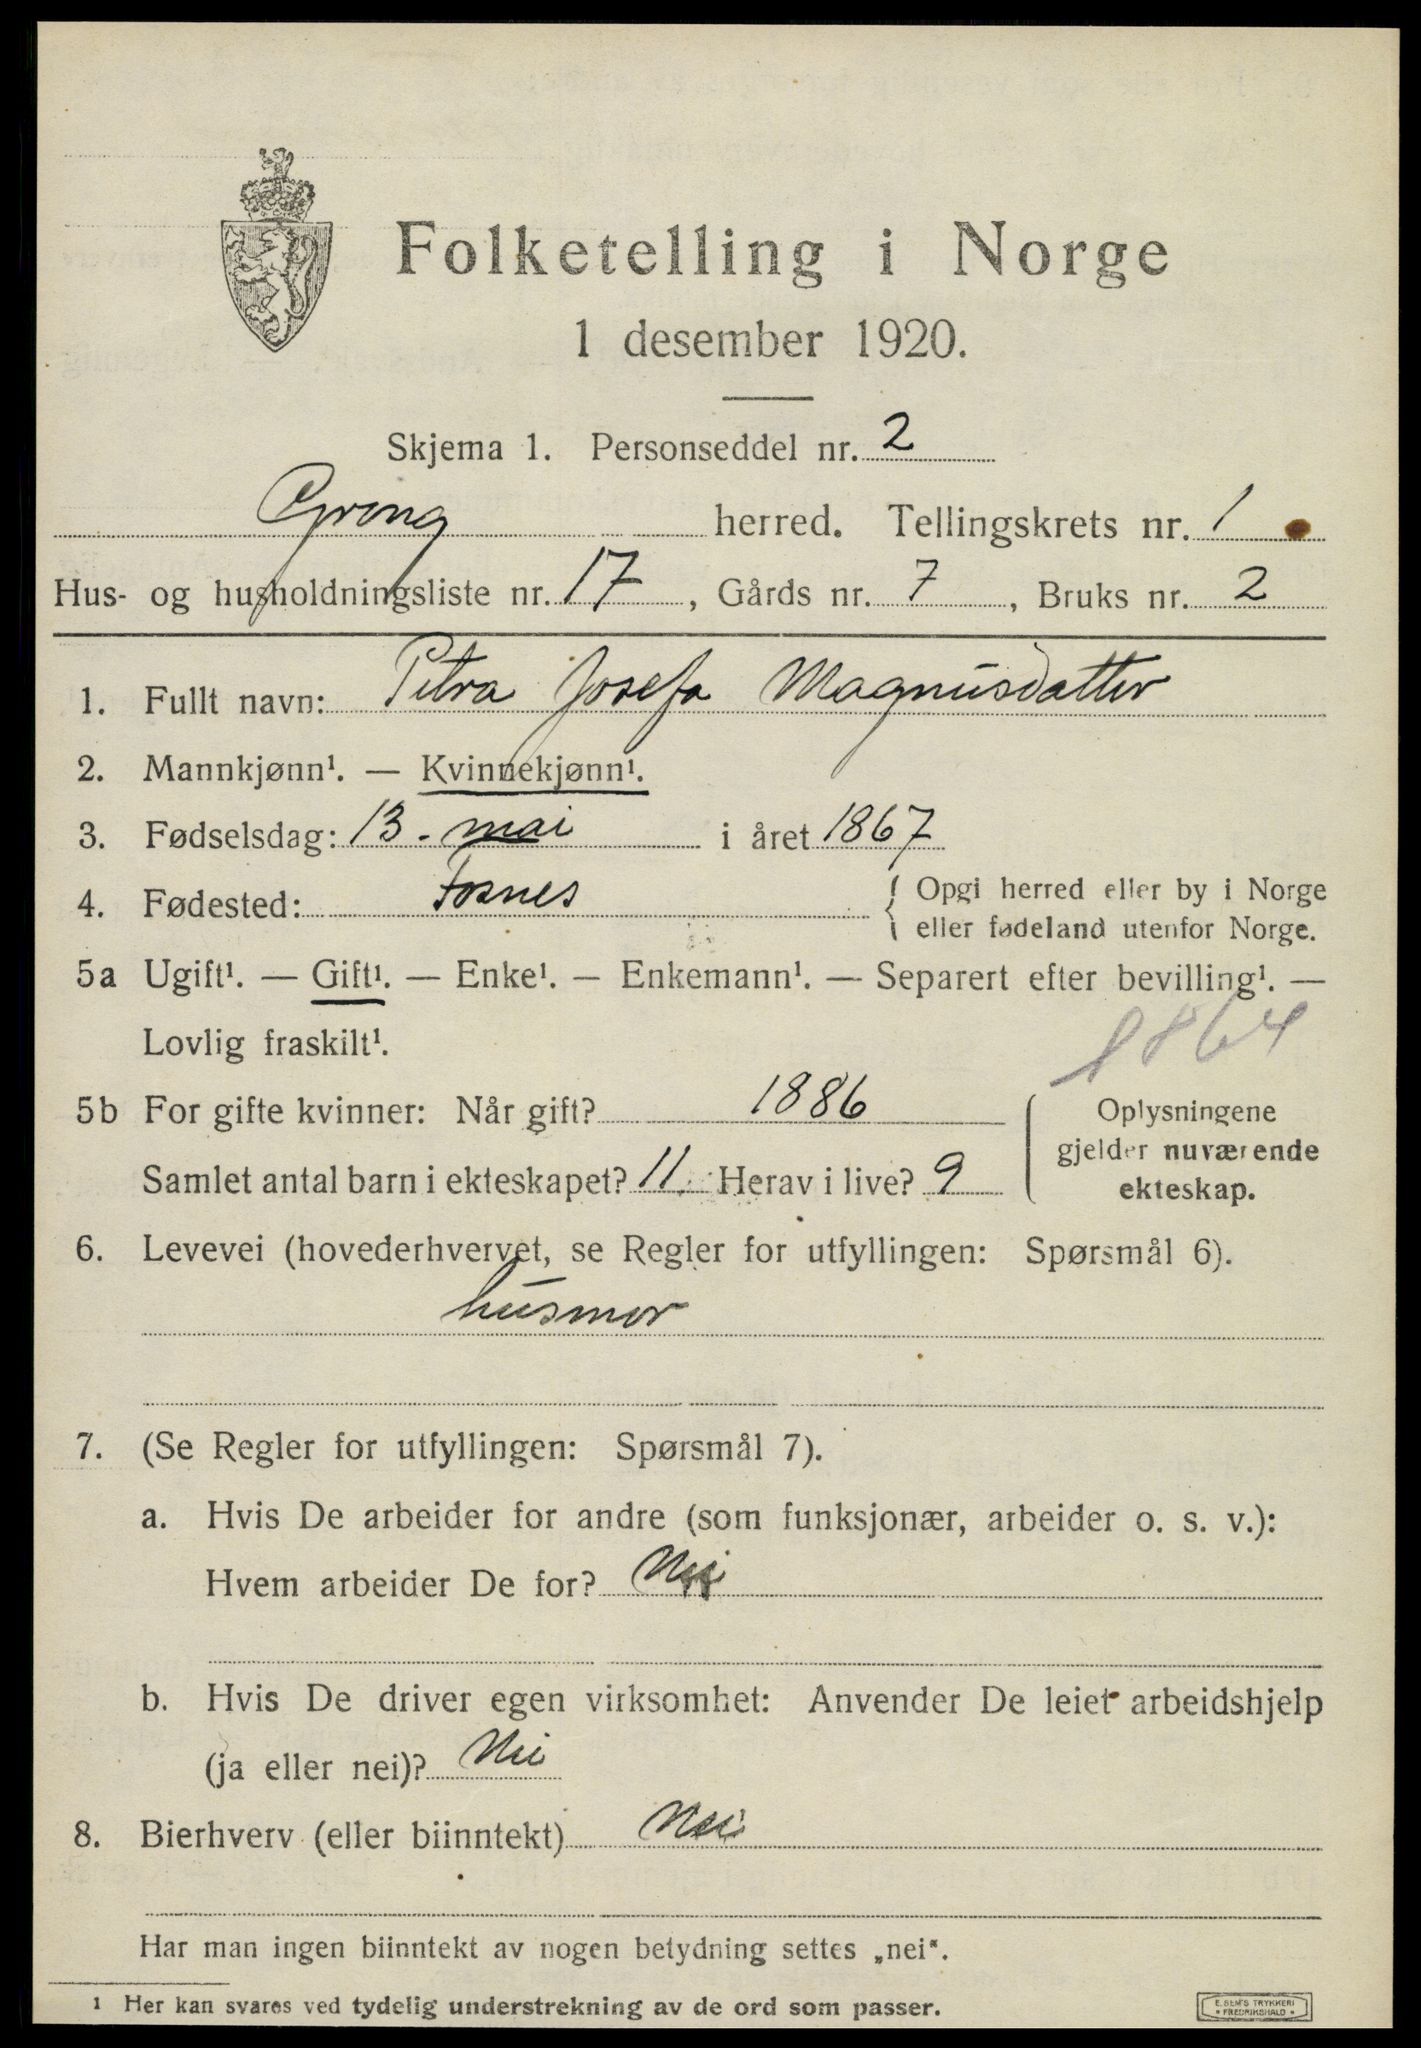 Folketelling i Norge
1 desember 1920.
Skjema 1. Personseddel nr. 2
Grong herred. Tellingskrets nr. 1
Hus- og husholdningsliste nr. 17, Gårds nr. 7, Bruks nr. 2
1. Fullt navn: Petra Josefa Magnusdatter
2. Mannkjønn¹. — Kvinnekjønn¹.
3. Fødselsdag: 13. mai i året 1867
4. Fødested: Fosnes { Opgi herred eller by i Norge
eller fødeland utenfor Norge.
5a Ugift¹. — Gift¹. — Enke¹. — Enkemann¹. — Separert efter bevilling¹. —
Lovlig fraskilt¹.
1864
5b For gifte kvinner: Når gift? 1886
Samlet antal barn i ekteskapet? 11. Herav i live? 9
Oplysningene
gjelder nuværende
ekteskap.
6. Levevei (hovederhvervet, se Regler for utfyllingen: Spørsmål 6).
husmor
7. (Se Regler for utfyllingen: Spørsmål 7).
a. Hvis De arbeider for andre (som funksjonær, arbeider o. s. v.):
Hvem arbeider De for? Nei
b. Hvis De driver egen virksomhet: Anvender De leiet arbeidshjelp
(ja eller nei)? Nei
8. Bierhverv (eller biinntekt) Nei
Har man ingen biinntekt av nogen betydning settes „nei“.
1 Her kan svares ved tydelig understrekning av de ord som passer.
E. SEM'S TRYKKERI
• FREDRIKSHALD •